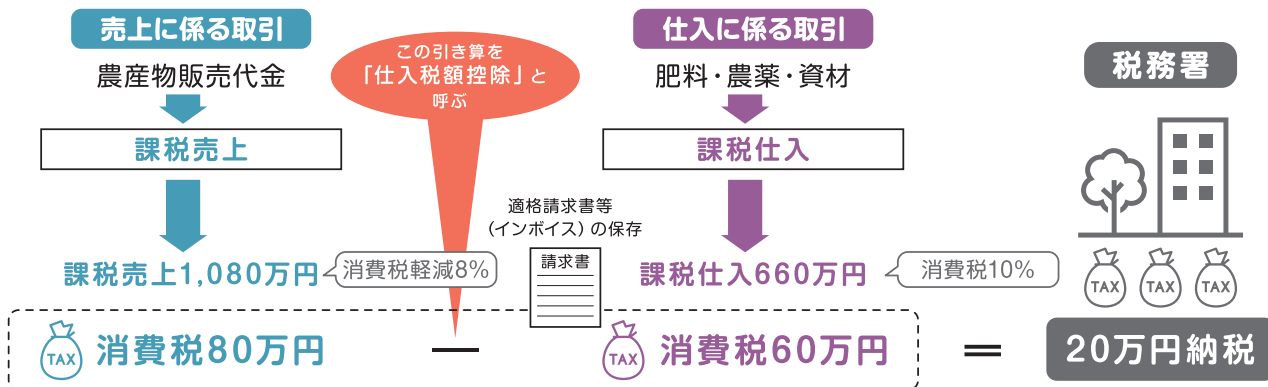 売上に係る取引
農産物販売代金
課税売上
課税売上1,080万円
消費税軽減8%
TAX
消費税80万円
この引き算を
「仕入税額控除」と
呼ぶ
ー
適格請求書等
(インボイス)の保存
請求書
仕入に係る取引
肥料・農薬・資材
課税仕入
課税仕入660万円
消費税10%
TAX
消費税60万円
＝
税務署
TAX
TAX
TAX
20万円納税